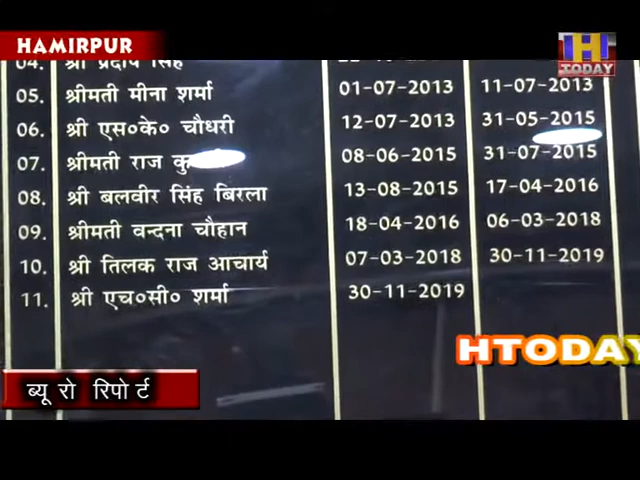 HAMIRPUR
H
TODAY
04. श्री प्रदीप सिंह
05. श्रीमती मीना शर्मा 01-07-2013 11-07-2013
06. श्री एस०के० चौधरी 12-07-2013 31-05-2015
07. श्रीमती राज 08-06-2015 31-07-2015
08. श्री बलवीर सिंह बिरला 13-08-2015 17-04-2016
09. श्रीमती वन्दना चौहान 18-04-2016 06-03-2018
10. श्री तिलक राज आचार्य 07-03-2018 30-11-2019
11. श्री एच०सी० शर्मा 30-11-2019
HTODAY
ब्यूरो रिपोर्ट